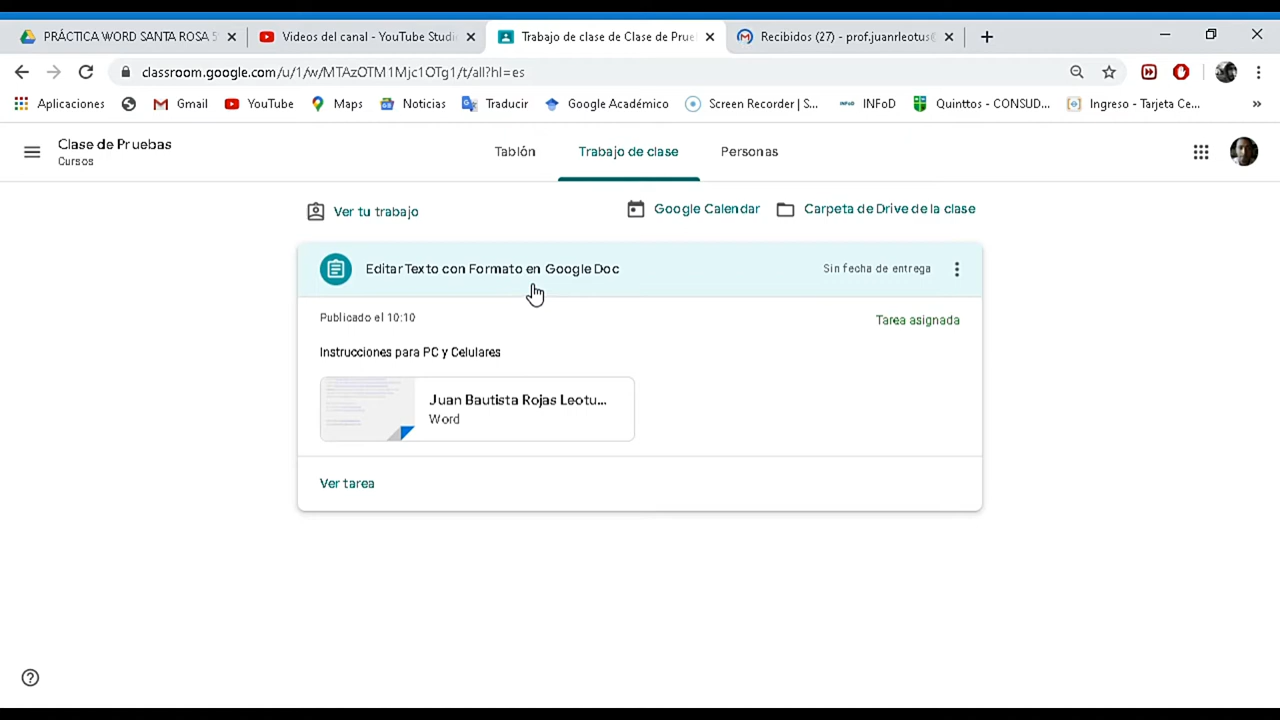 PRÁCTICA WORD SANTA ROSA 5
Videos del canal - YouTube Studi
Trabajo de clase de Clase de Prue
Recibidos (27) - prof.juanrleotus@
classroom.google.com/u/1/w/MTAzOTM1Mjc1OTg1/t/all?hl=es
Aplicaciones
Gmail
YouTube
Maps
Noticias
Traducir
Google Académico
Screen Recorder | S...
INFoD
Quinttos - CONSUD...
Ingreso - Tarjeta Ce...
»
Clase de Pruebas
Cursos
Tablón
Trabajo de clase
Personas
Ver tu trabajo
Google Calendar
Carpeta de Drive de la clase
Editar Texto con Formato en Google Doc
Sin fecha de entrega
Publicado el 10:10
Tarea asignada
Instrucciones para PC y Celulares
Juan Bautista Rojas Leotu...
Word
Ver tarea